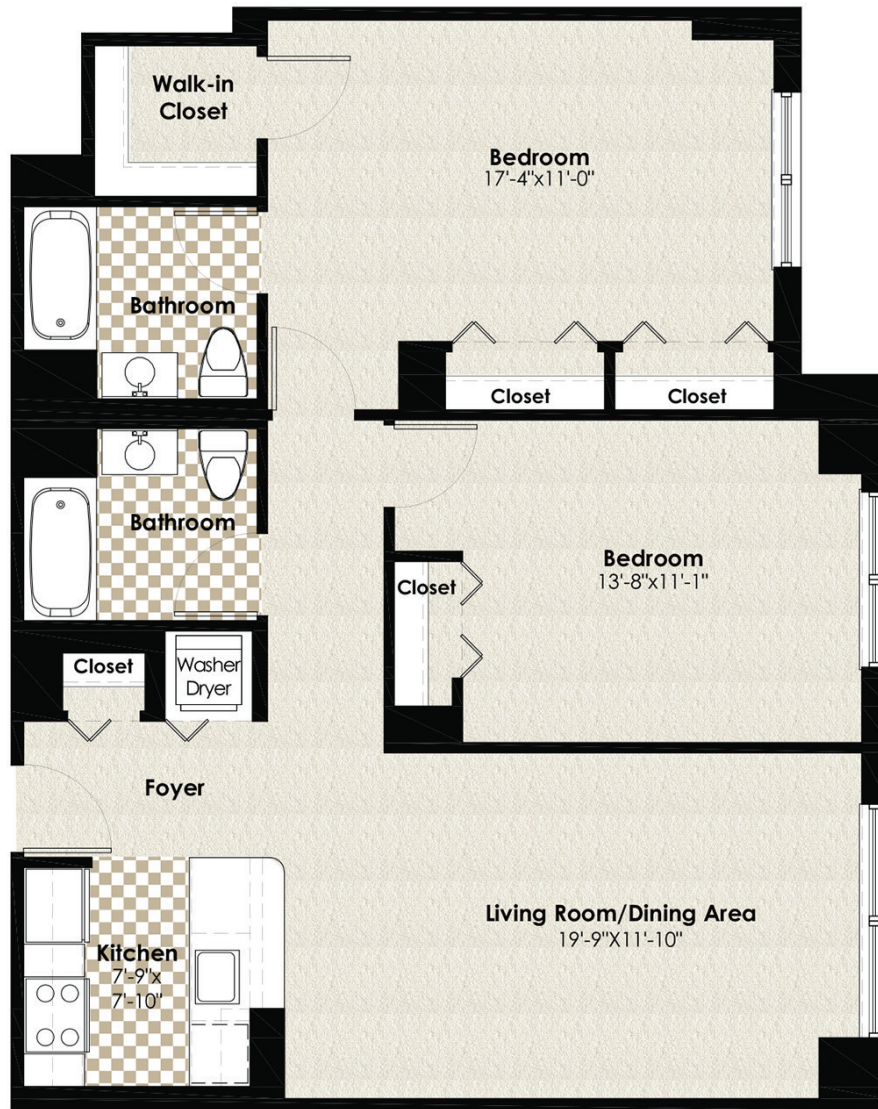 Walk-in
Closet
Bedroom
17'-4"x11'-0"
Bathroom
Closet
Closet
Bathroom
Bedroom
13'-8"x11'-1"
Closet
Closet
Washer
Dryer
Foyer
Living Room/Dining Area
19'-9"X11'-10"
Kitchen
7'-9"x
7'-10"